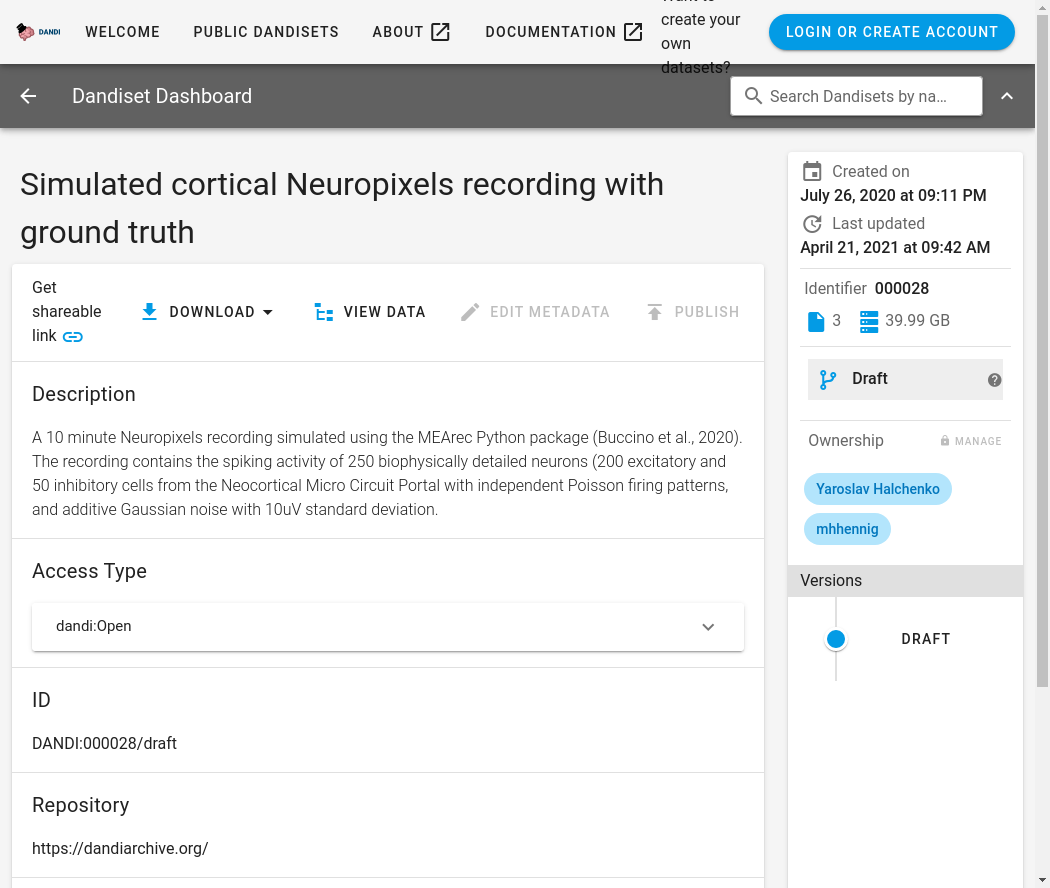 DANDI
WELCOME
PUBLIC DANDISETS
ABOUT
DOCUMENTATION
Want to
create your
own
datasets?
LOGIN OR CREATE ACCOUNT
Dandiset Dashboard
Search Dandisets by na…
Simulated cortical Neuropixels recording with
ground truth
Get
shareable
link
DOWNLOAD
VIEW DATA
EDIT METADATA
PUBLISH
Description
A 10 minute Neuropixels recording simulated using the MEArec Python package (Buccino et al., 2020).
The recording contains the spiking activity of 250 biophysically detailed neurons (200 excitatory and
50 inhibitory cells from the Neocortical Micro Circuit Portal with independent Poisson firing patterns,
and additive Gaussian noise with 10uV standard deviation.
Access Type
dandi:Open
ID
DANDI:000028/draft
Repository
https://dandiarchive.org/
Created on
July 26, 2020 at 09:11 PM
Last updated
April 21, 2021 at 09:42 AM
Identifier 000028
3
39.99 GB
Draft
Ownership
MANAGE
Yaroslav Halchenko
mhhennig
Versions
DRAFT